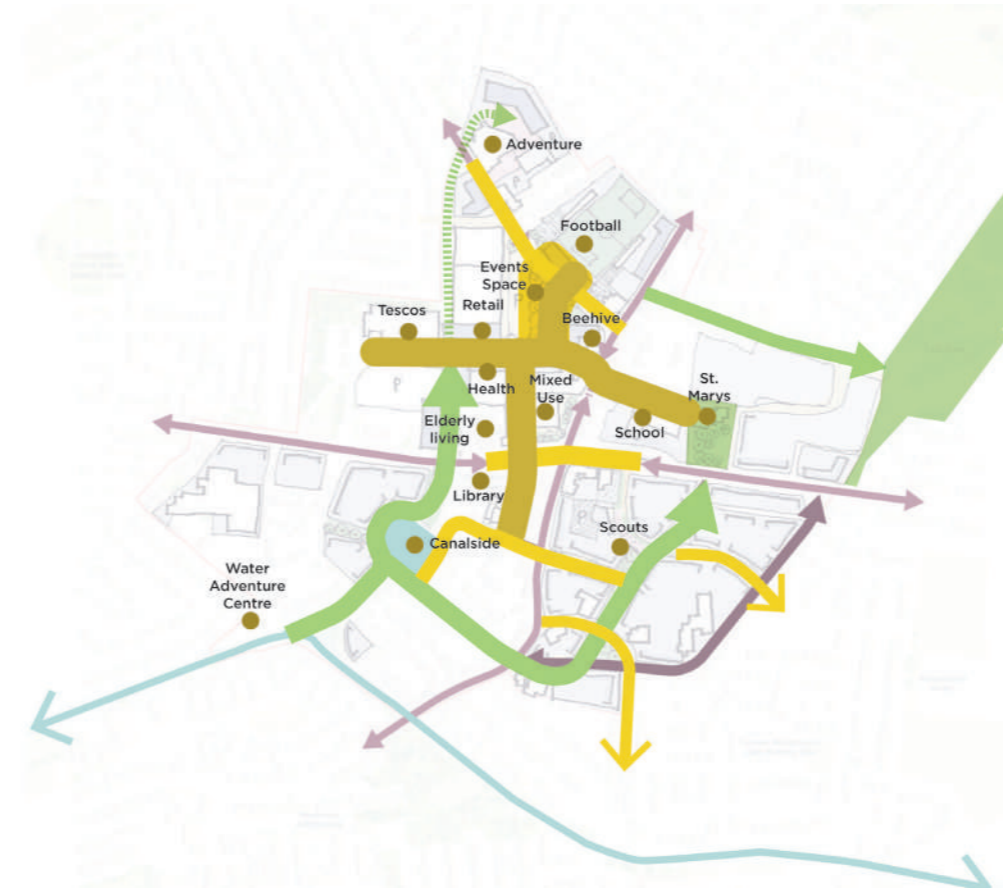 Adventure
Football
Events
Space
Tescos
Retail
Beehive
Health
Mixed
Use
St.
Marys
Elderly
living
School
Library
Scouts
Canalside
Water
Adventure
Centre
P
P